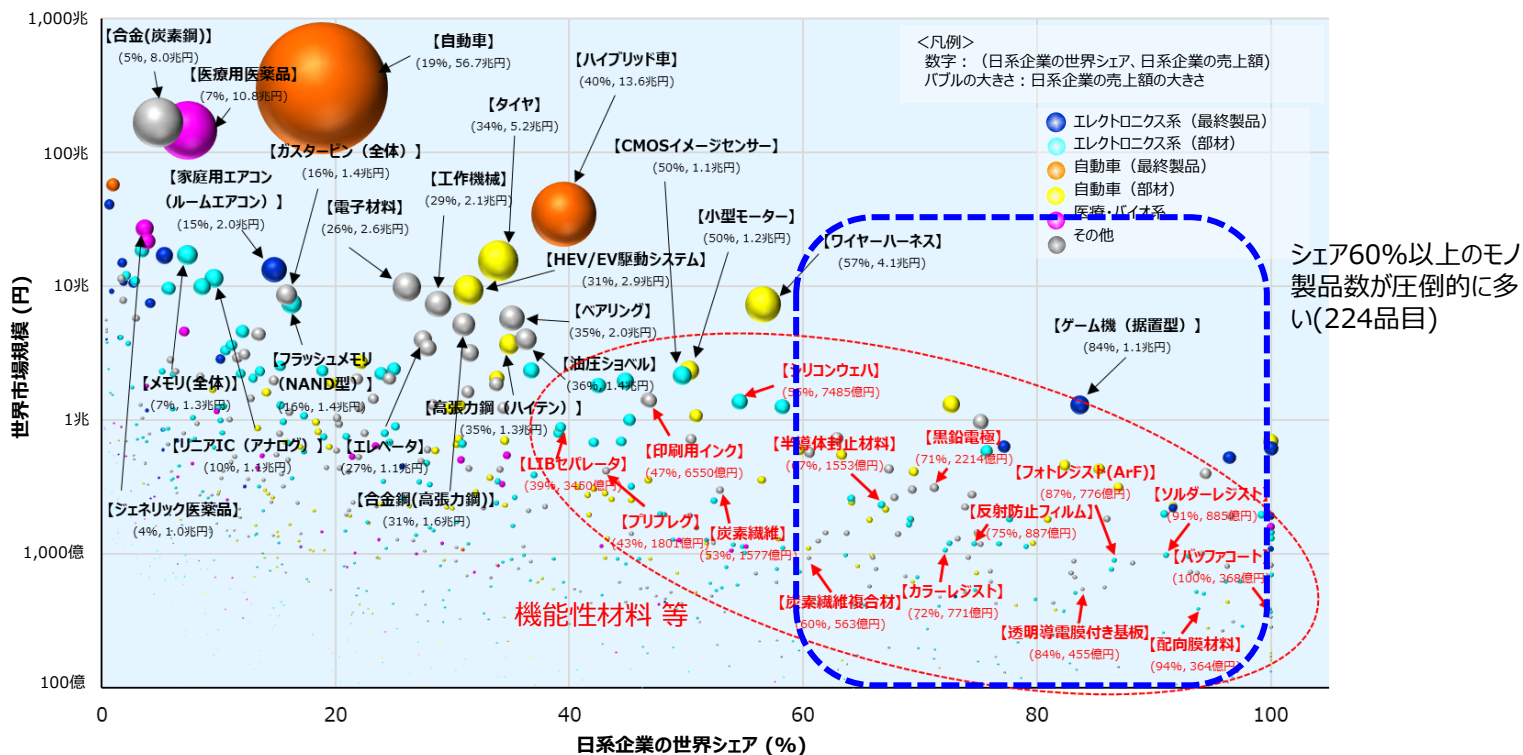 1,000兆
100兆
10兆
1兆
1,000億
100億
世界市場規模 (円)
0
20
40
60
80
100
日系企業の世界シェア (%)
<凡例>
数字：（日系企業の世界シェア、日系企業の売上額）
バブルの大きさ：日系企業の売上額の大きさ
エレクトロニクス系（最終製品）
エレクトロニクス系（部材）
自動車（最終製品）
自動車（部材）
医療・バイオ系
その他
【合金(炭素鋼)】
(5%, 8.0兆円)
【医療用医薬品】
(7%, 10.8兆円)
【自動車】
(19%, 56.7兆円)
【ハイブリッド車】
(40%, 13.6兆円)
【タイヤ】
(34%, 5.2兆円)
【ガスタービン（全体）】
(16%, 1.4兆円)
【CMOSイメージセンサー】
(50%, 1.1兆円)
【家庭用エアコン
（ルームエアコン）】
(15%, 2.0兆円)
【工作機械】
(29%, 2.1兆円)
【電子材料】
(26%, 2.6兆円)
【小型モーター】
(50%, 1.2兆円)
【ワイヤーハーネス】
(57%, 4.1兆円)
【HEV/EV駆動システム】
(31%, 2.9兆円)
【ベアリング】
(35%, 2.0兆円)
【ゲーム機（据置型）】
(84%, 1.1兆円)
シェア60%以上のモノ
製品数が圧倒的に多
い(224品目)
【フラッシュメモリ
（NAND型）】
(16%, 1.4兆円)
【油圧ショベル】
(36%, 1.4兆円)
【メモリ(全体)】
(7%, 1.3兆円)
【高張力鋼（ハイテン）】
(35%, 1.3兆円)
【シリコンウェハ】
(55%, 7485億円)
【リニアIC（アナログ）】
(10%, 1.1兆円)
【エレベータ】
(27%, 1.1兆円)
【印刷用インク】
(47%, 6550億円)
【半導体封止材料】
(67%, 1553億円)
【黒鉛電極】
(71%, 2214億円)
【LIBセパレータ】
(39%, 3450億円)
【フォトレジスト(ArF)】
(87%, 776億円)
【合金鋼(高張力鋼)】
(31%, 1.6兆円)
【ソルダーレジスト】
(91%, 885億円)
【ジェネリック医薬品】
(4%, 1.0兆円)
【プリプレグ】
(43%, 1801億円)
【炭素繊維】
(53%, 1577億円)
【反射防止フィルム】
(75%, 887億円)
【バッファコート】
(100%, 368億円)
【炭素繊維複合材】
(60%, 563億円)
【カラーレジスト】
(72%, 771億円)
機能性材料 等
【透明導電膜付き基板】
(84%, 455億円)
【配向膜材料】
(94%, 364億円)